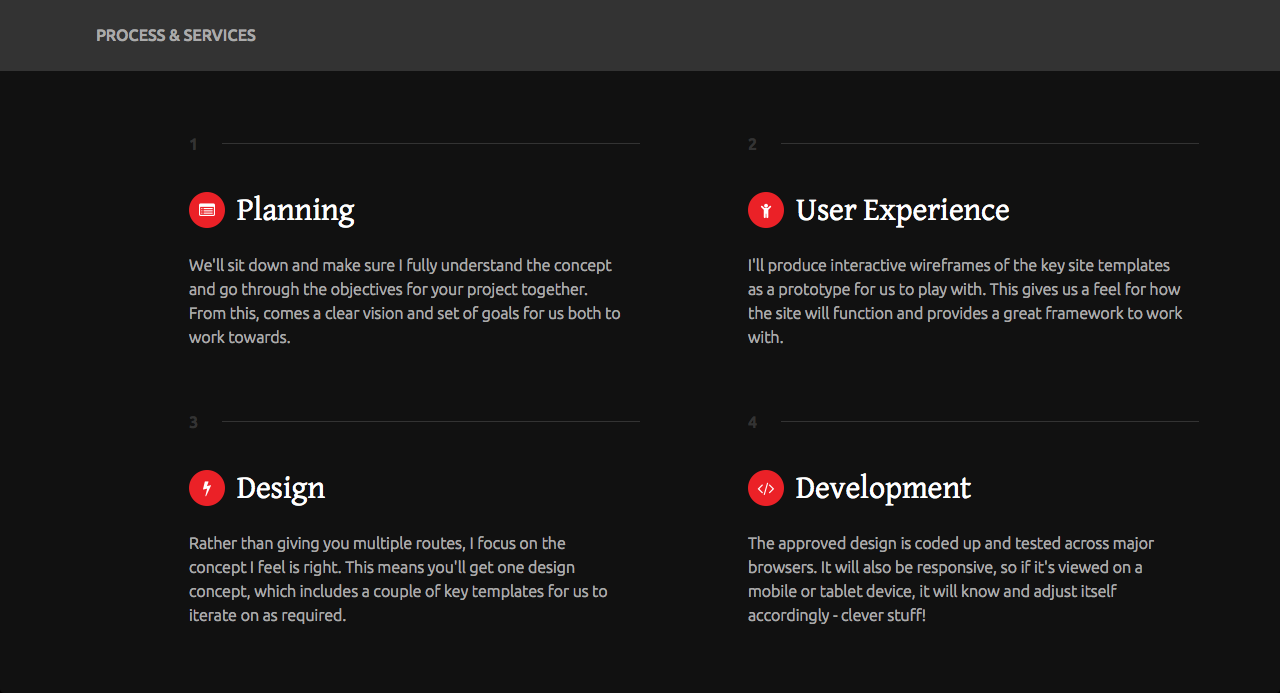 PROCESS & SERVICES
1
Planning
We'll sit down and make sure I fully understand the concept
and go through the objectives for your project together.
From this, comes a clear vision and set of goals for us both to
work towards.
2
User Experience
I'll produce interactive wireframes of the key site templates
as a prototype for us to play with. This gives us a feel for how
the site will function and provides a great framework to work
with.
3
Design
Rather than giving you multiple routes, I focus on the
concept I feel is right. This means you'll get one design
concept, which includes a couple of key templates for us to
iterate on as required.
4
Development
The approved design is coded up and tested across major
browsers. It will also be responsive, so if it's viewed on a
mobile or tablet device, it will know and adjust itself
accordingly - clever stuff!